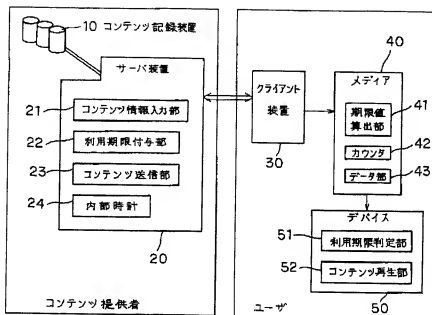 10 コンテンツ記録装置
サーバ装置
21 コンテンツ情報入力部
22 利用期限付与部
23 コンテンツ送信部
24 内部時計
20
コンテンツ提供者
クライアント
装置
30
40
メディア
期限値
算出部 41
カウンタ 42
データ部 43
デバイス
51 利用期限判定部
52 コンテンツ再生部
50
ユーザ